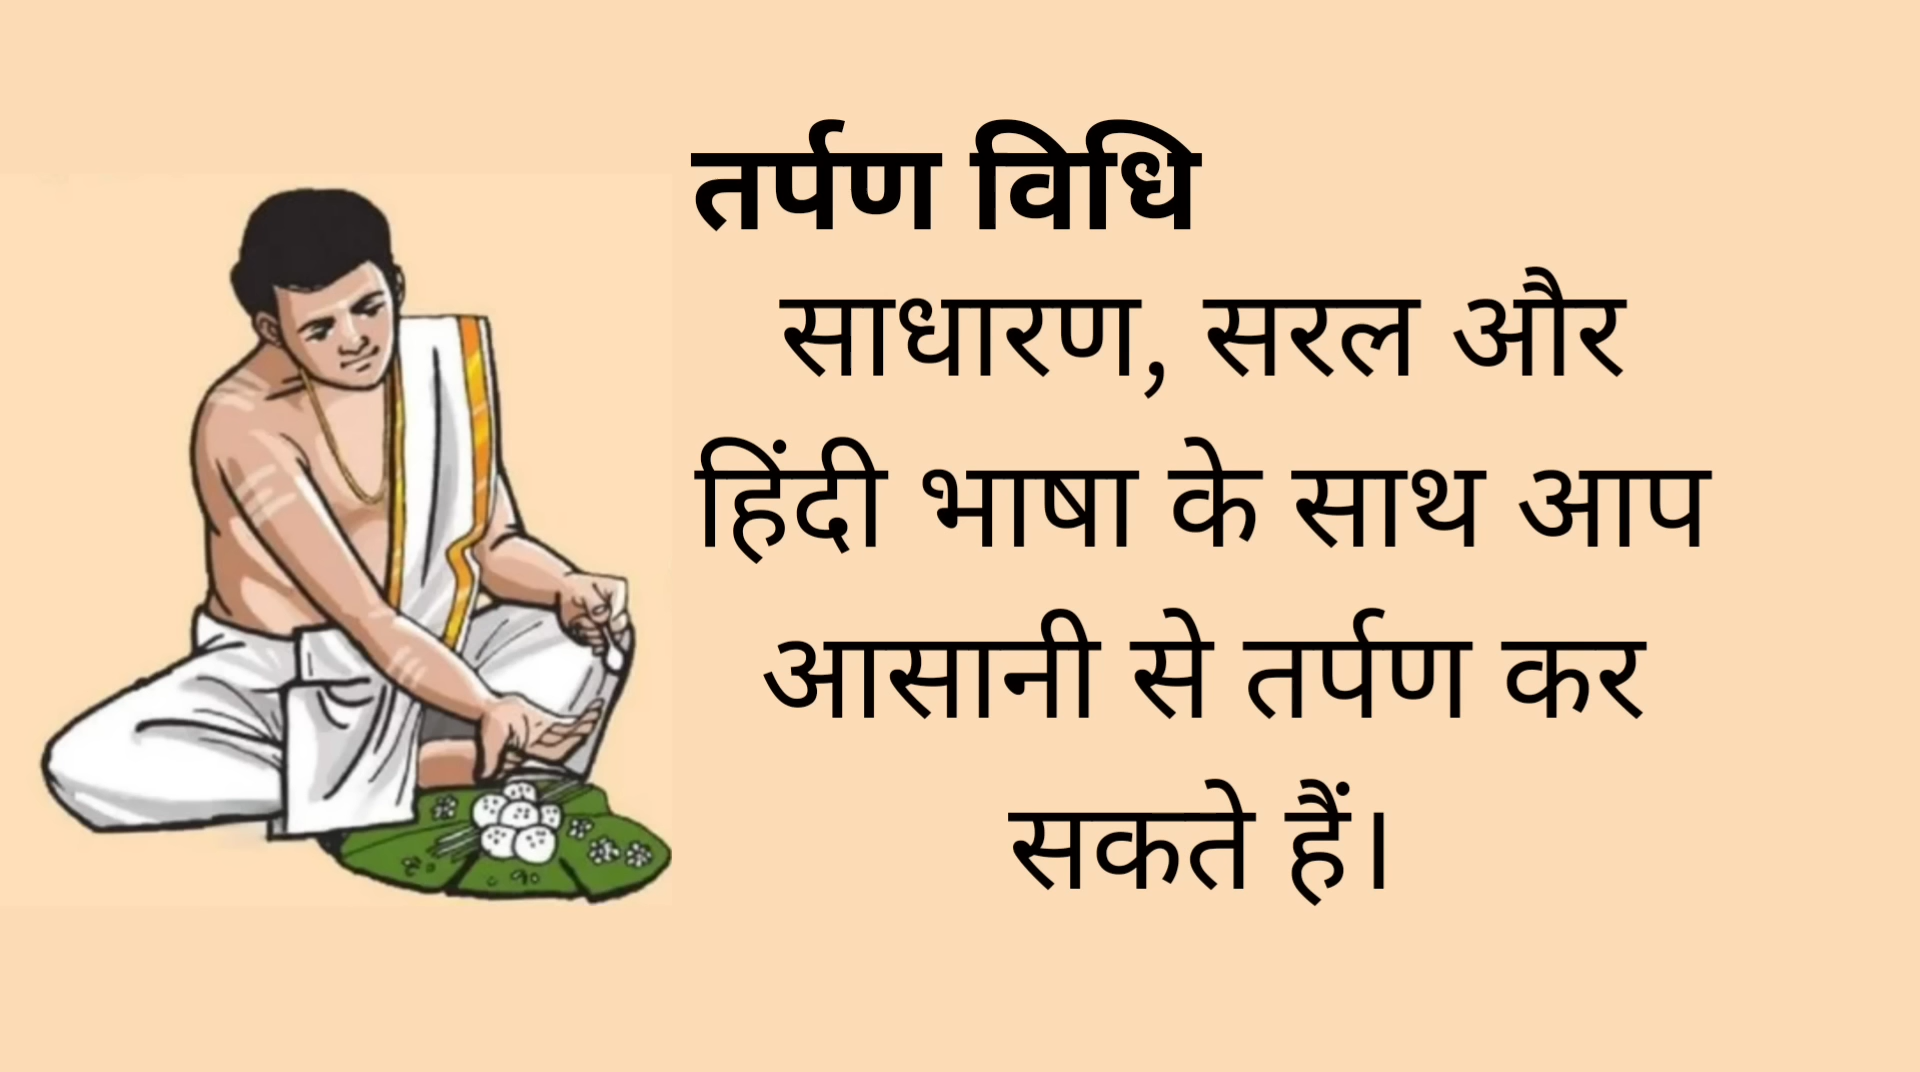 तर्पण विधि
साधारण, सरल और
हिंदी भाषा के साथ आप
आसानी से तर्पण कर
सकते हैं।